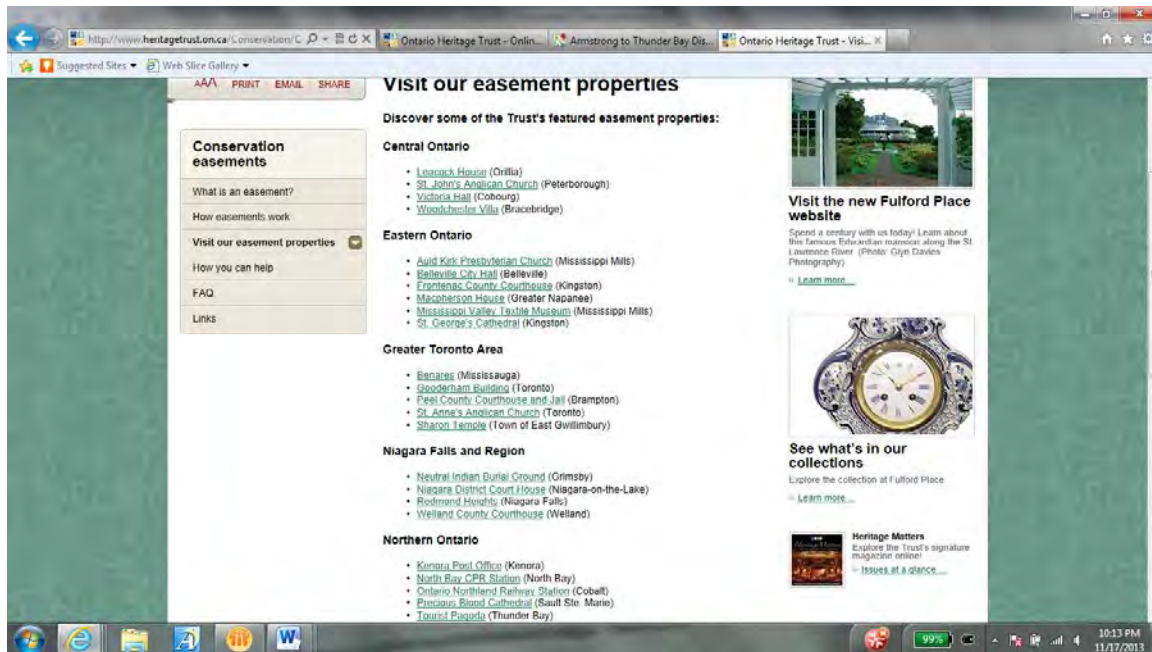 http://www.heritagetrust.on.ca/Conservation/C
Ontario Heritage Trust - Onlin...
Armstrong to Thunder Bay Dis...
Ontario Heritage Trust - Visi...
Suggested Sites
Web Slice Gallery
AAA PRINT EMAIL SHARE
Conservation
easements
What is an easement?
How easements work
Visit our easement properties
How you can help
FAQ
Links
Visit our easement properties
Discover some of the Trust's featured easement properties:
Central Ontario
• Leacock House (Orillia)
• St. John's Anglican Church (Peterborough)
• Victoria Hall (Cobourg)
• Woodchester Villa (Bracebridge)
Eastern Ontario
• Auld Kirk Presbyterian Church (Mississippi Mills)
• Belleville City Hall (Belleville)
• Frontenac County Courthouse (Kingston)
• Macpherson House (Greater Napanee)
• Mississippi Valley Textile Museum (Mississippi Mills)
• St. George's Cathedral (Kingston)
Greater Toronto Area
• Benares (Mississauga)
• Gooderham Building (Toronto)
• Peel County Courthouse and Jail (Brampton)
• St. Anne's Anglican Church (Toronto)
• Sharon Temple (Town of East Gwillimbury)
Niagara Falls and Region
• Neutral Indian Burial Ground (Grimsby)
• Niagara District Court House (Niagara-on-the-Lake)
• Redmond Heights (Niagara Falls)
• Welland County Courthouse (Welland)
Northern Ontario
• Kenora Post Office (Kenora)
• North Bay CPR Station (North Bay)
• Ontario Northland Railway Station (Cobalt)
• Precious Blood Cathedral (Sault Ste. Marie)
• Tourist Pagoda (Thunder Bay)
Visit the new Fulford Place
website
Spend a century with us today! Learn about
this famous Edwardian mansion along the St.
Lawrence River. (Photo: Glyn Davies
Photography)
» Learn more ...
See what's in our
collections
Explore the collection at Fulford Place
» Learn more ...
Heritage Matters
Explore the Trust's signature
magazine online!
» Issues at a glance ...
99%
10:13 PM
11/17/2013